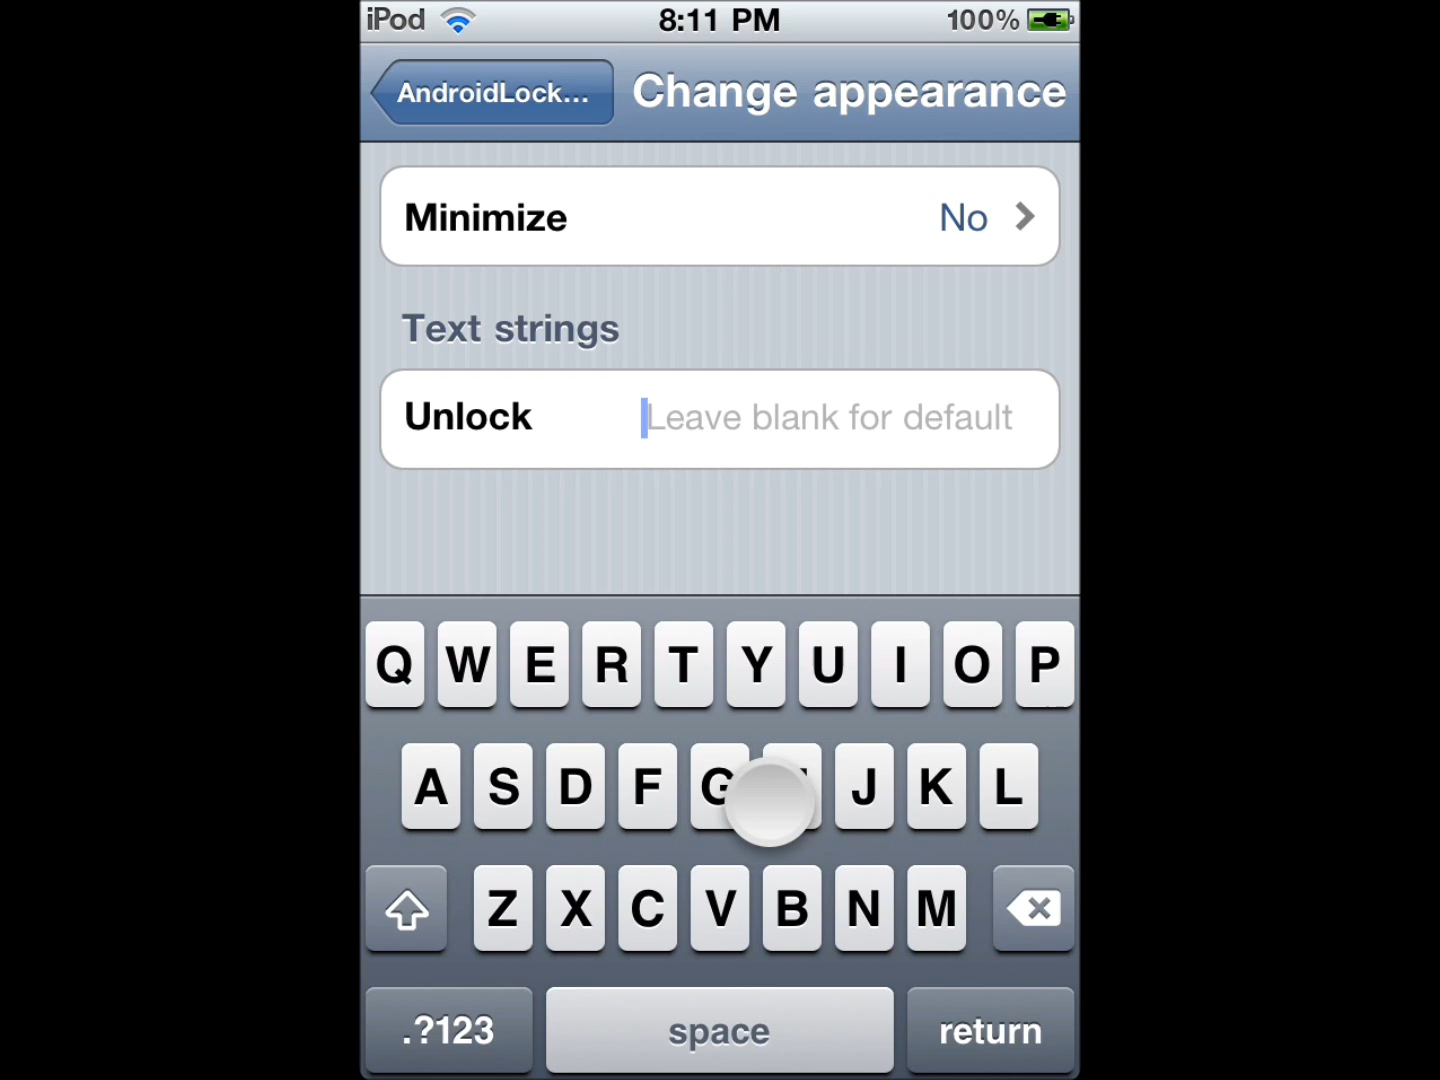 iPod 8:11 PM 100%
AndroidLock... Change appearance
Minimize No
Text strings
Unlock Leave blank for default
Q W E R T Y U I O P
A S D F G J K L
Z X C V B N M
.?123 space return